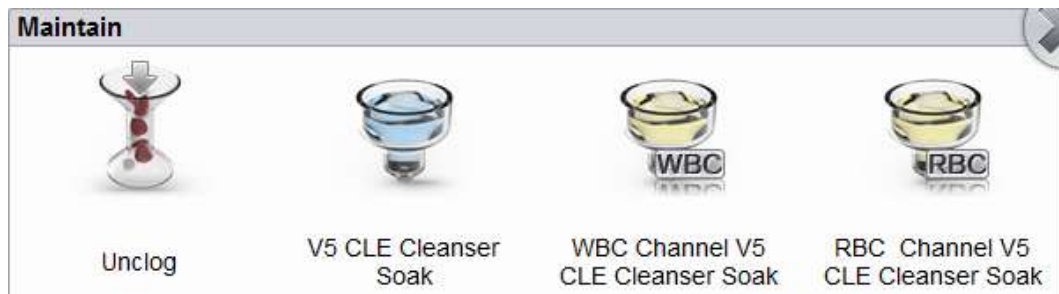 Maintain
WBC
RBC
Unclog
V5 CLE Cleanser
Soak
WBC Channel V5
CLE Cleanser Soak
RBC Channel V5
CLE Cleanser Soak